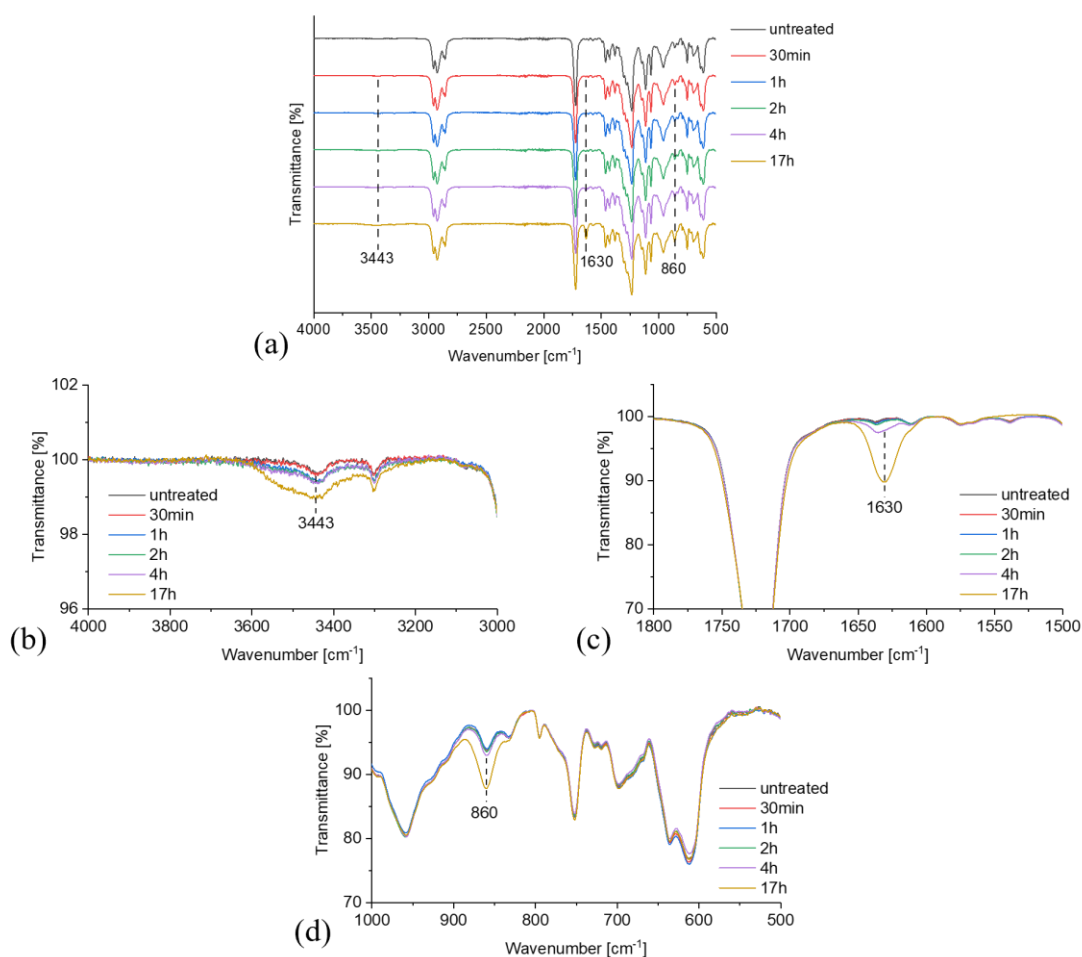 untreated
30min
1h
2h
4h
17h
Transmittance [%]
3443
1630
860
4000 3500 3000 2500 2000 1500 1000 500
Wavenumber [cm⁻¹]
(a)
102
100
98
96
Transmittance [%]
3443
untreated
30min
1h
2h
4h
17h
4000 3800 3600 3400 3200 3000
Wavenumber [cm⁻¹]
(b)
100
90
80
70
Transmittance [%]
1630
untreated
30min
1h
2h
4h
17h
1800 1750 1700 1650 1600 1550 1500
Wavenumber [cm⁻¹]
(c)
100
90
80
70
Transmittance [%]
860
untreated
30min
1h
2h
4h
17h
1000 900 800 700 600 500
Wavenumber [cm⁻¹]
(d)